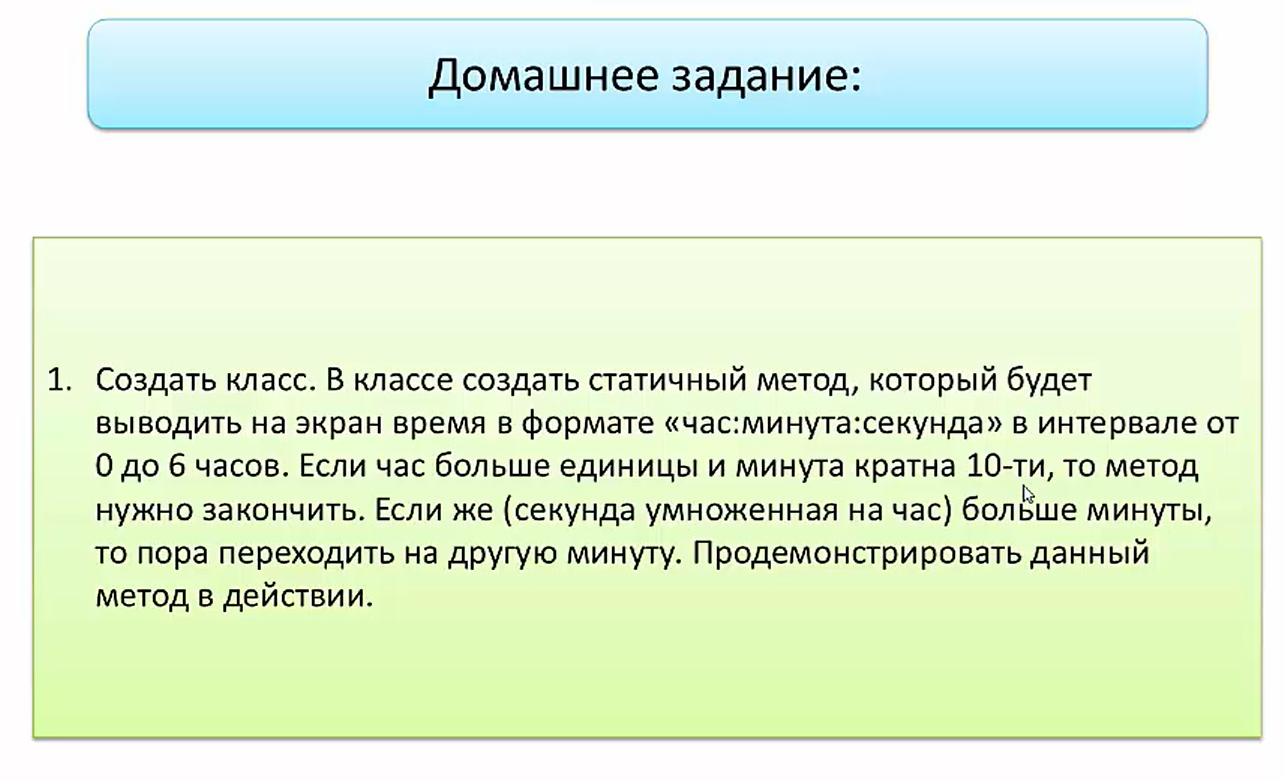 Домашнее задание:
1. Создать класс. В классе создать статичный метод, который будет
выводить на экран время в формате «час:минута:секунда» в интервале от
0 до 6 часов. Если час больше единицы и минута кратна 10-ти, то метод
нужно закончить. Если же (секунда умноженная на час) больше минуты,
то пора переходить на другую минуту. Продемонстрировать данный
метод в действии.